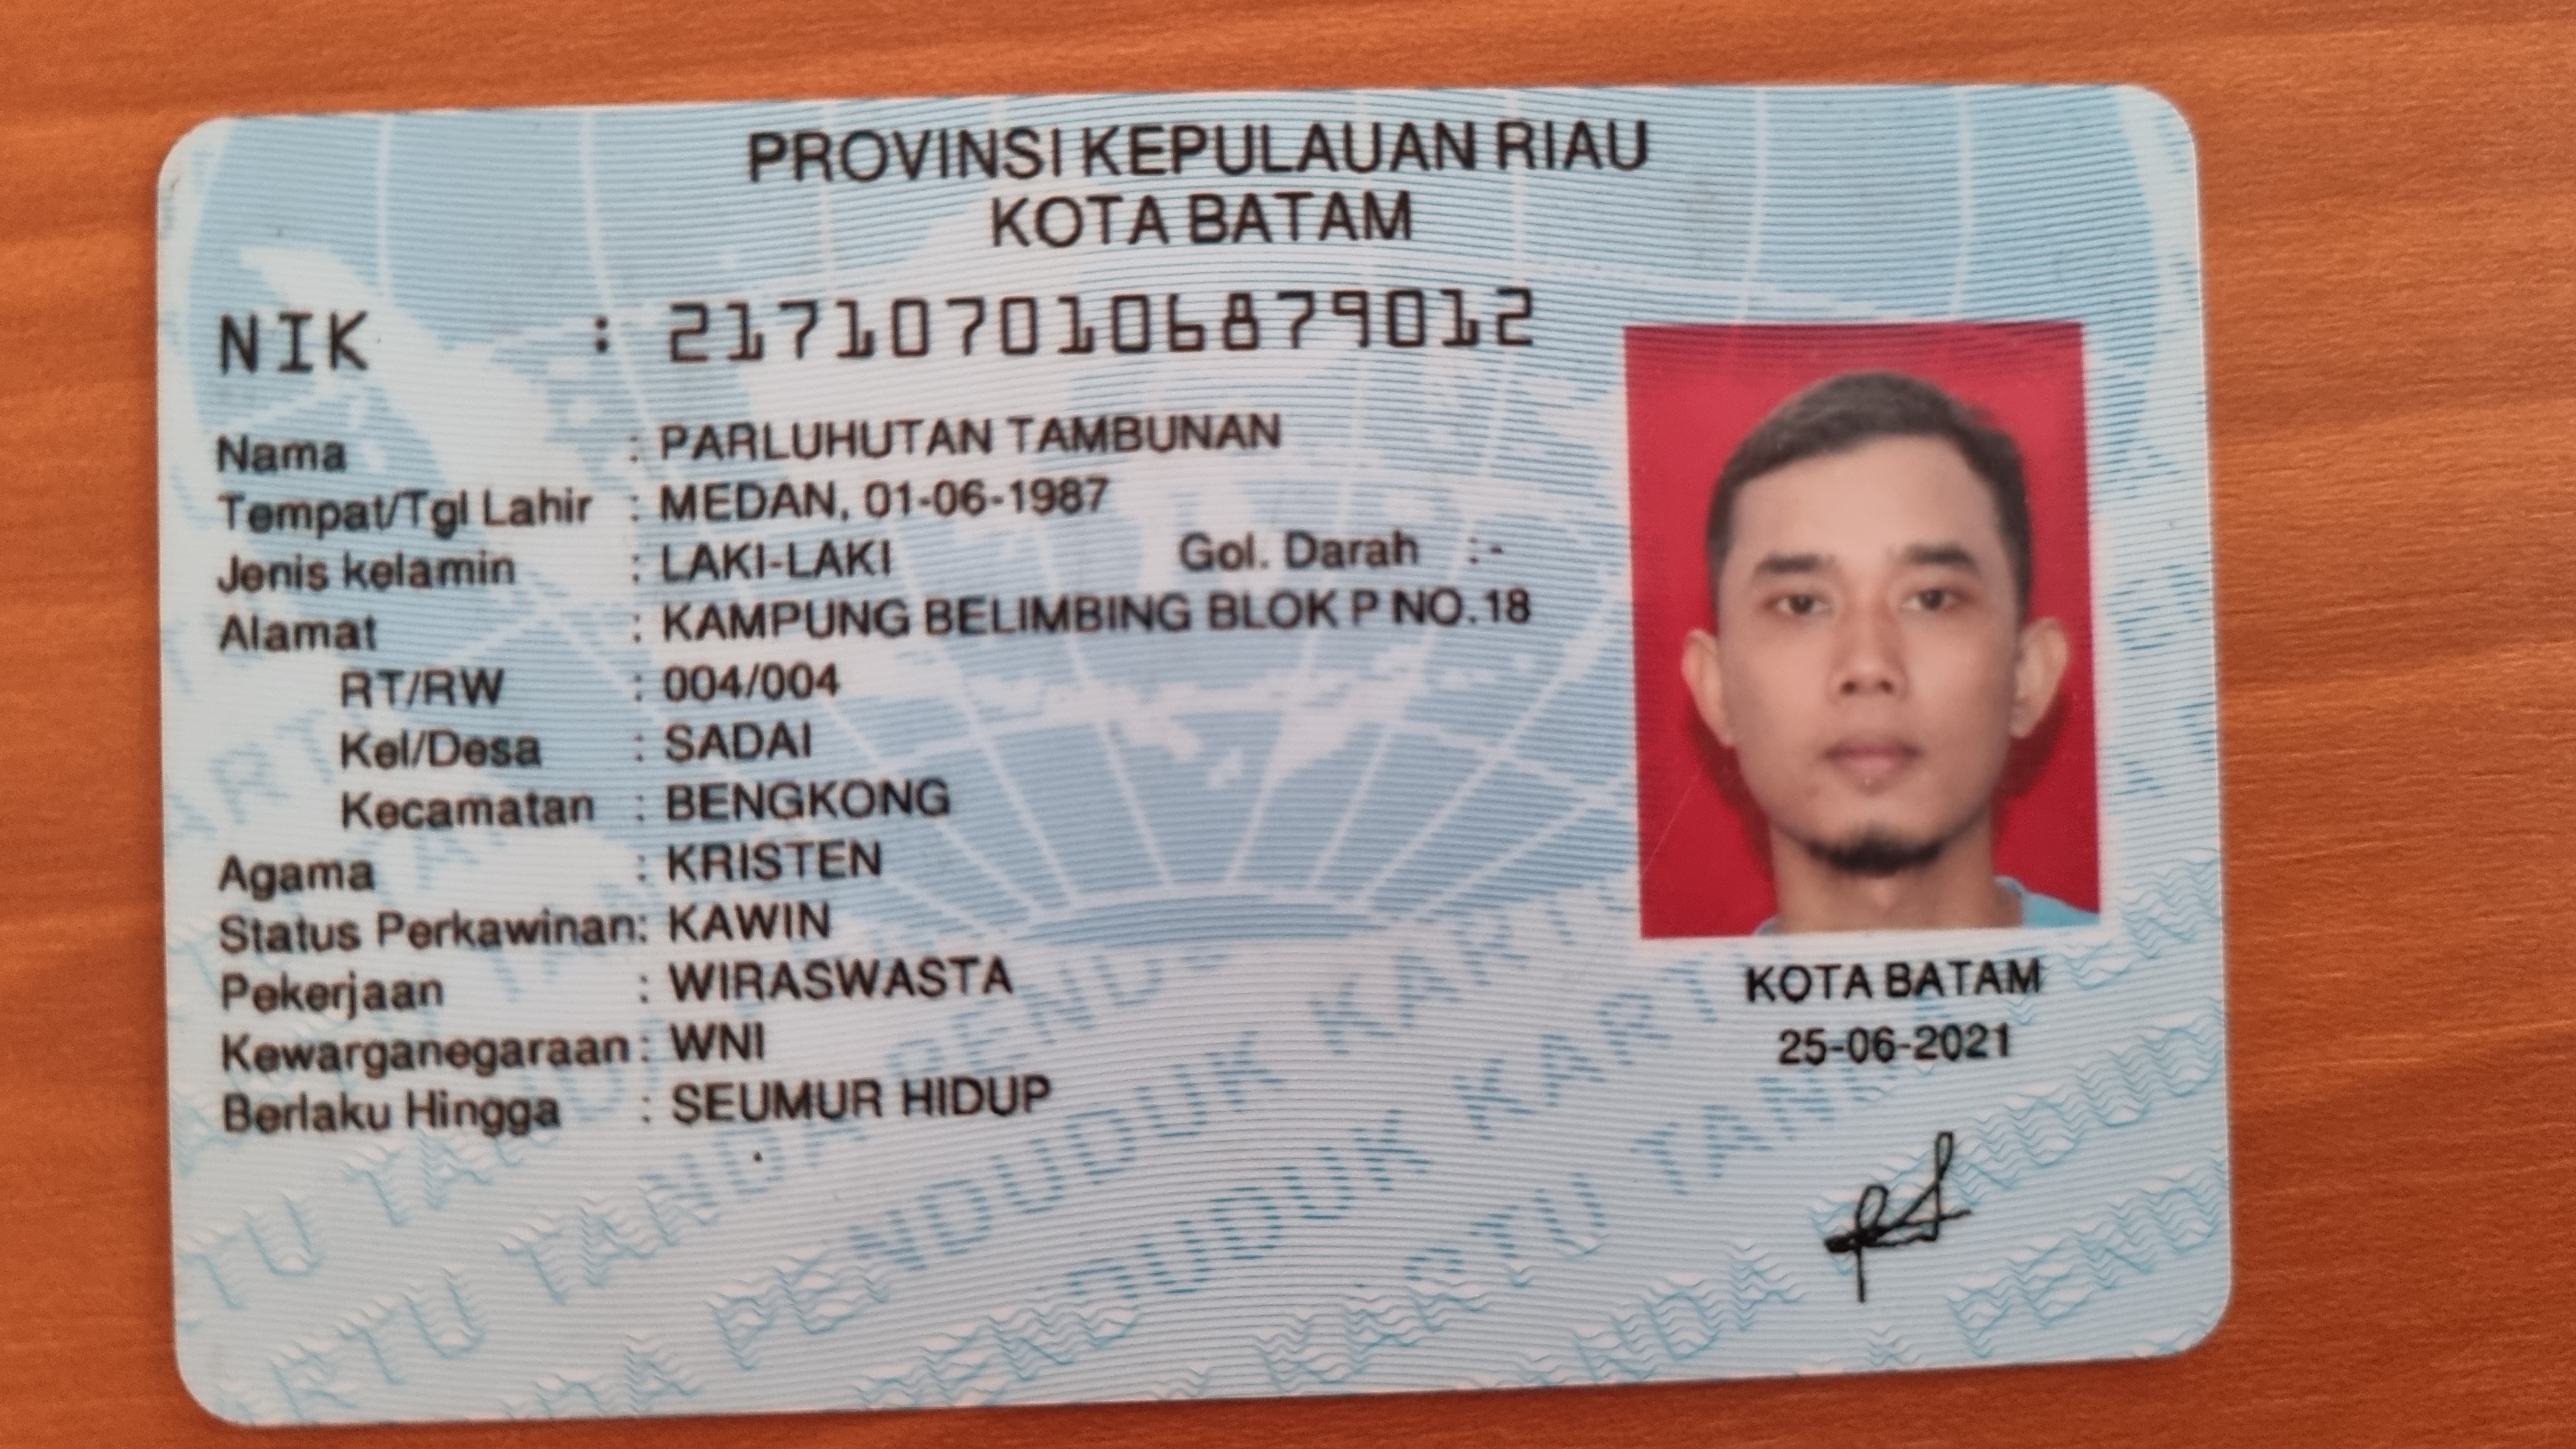 PROVINSI KEPULAUAN RIAU
KOTA BATAM
NIK : 2171070106879012
Nama : PARLUHUTAN TAMBUNAN
Tempat/Tgl Lahir : MEDAN, 01-06-1987
Jenis kelamin : LAKI-LAKI Gol. Darah : -
Alamat : KAMPUNG BELIMBING BLOK P NO.18
RT/RW : 004/004
Kel/Desa : SADAI
Kecamatan : BENGKONG
Agama : KRISTEN
Status Perkawinan: KAWIN
Pekerjaan : WIRASWASTA
Kewarganegaraan : WNI
Berlaku Hingga : SEUMUR HIDUP
KOTA BATAM
25-06-2021